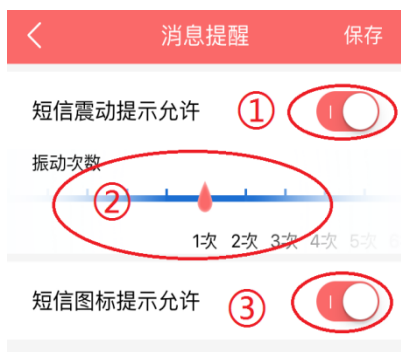 消息提醒 保存
短信震动提示允许 ①
振动次数
②
1次 2次 3次 4次 5次 6
短信图标提示允许 ③